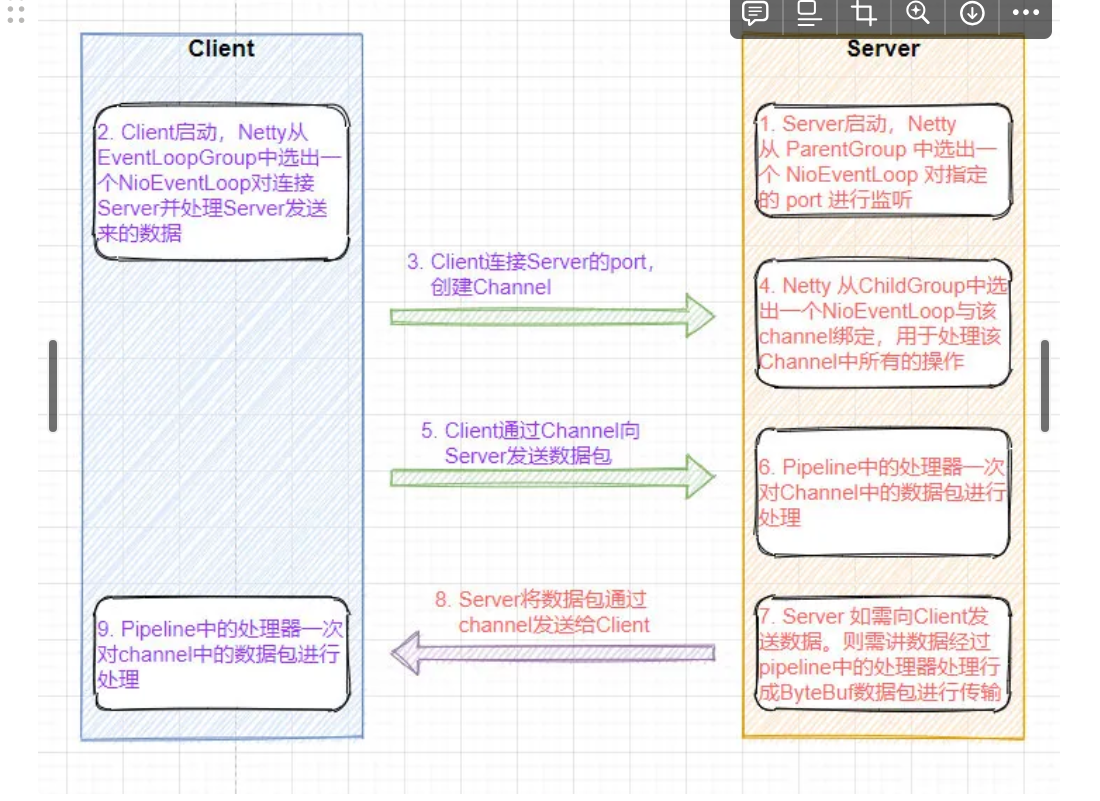 Client
Server
2. Client启动，Netty从
EventLoopGroup中选出一
个NioEventLoop对连接
Server并处理Server发送
来的数据
1. Server启动，Netty
从 ParentGroup 中选出一
个 NioEventLoop 对指定
的 port 进行监听
3. Client连接Server的port，
创建Channel
4. Netty 从ChildGroup中选
出一个NioEventLoop与该
channel绑定，用于处理该
Channel中所有的操作
5. Client通过Channel向
Server发送数据包
6. Pipeline中的处理器一次
对Channel中的数据包进行
处理
7. Server 如需向Client发
送数据。则需讲数据经过
pipeline中的处理器处理行
成ByteBuf数据包进行传输
8. Server将数据包通过
channel发送给Client
9. Pipeline中的处理器一次
对channel中的数据包进行
处理